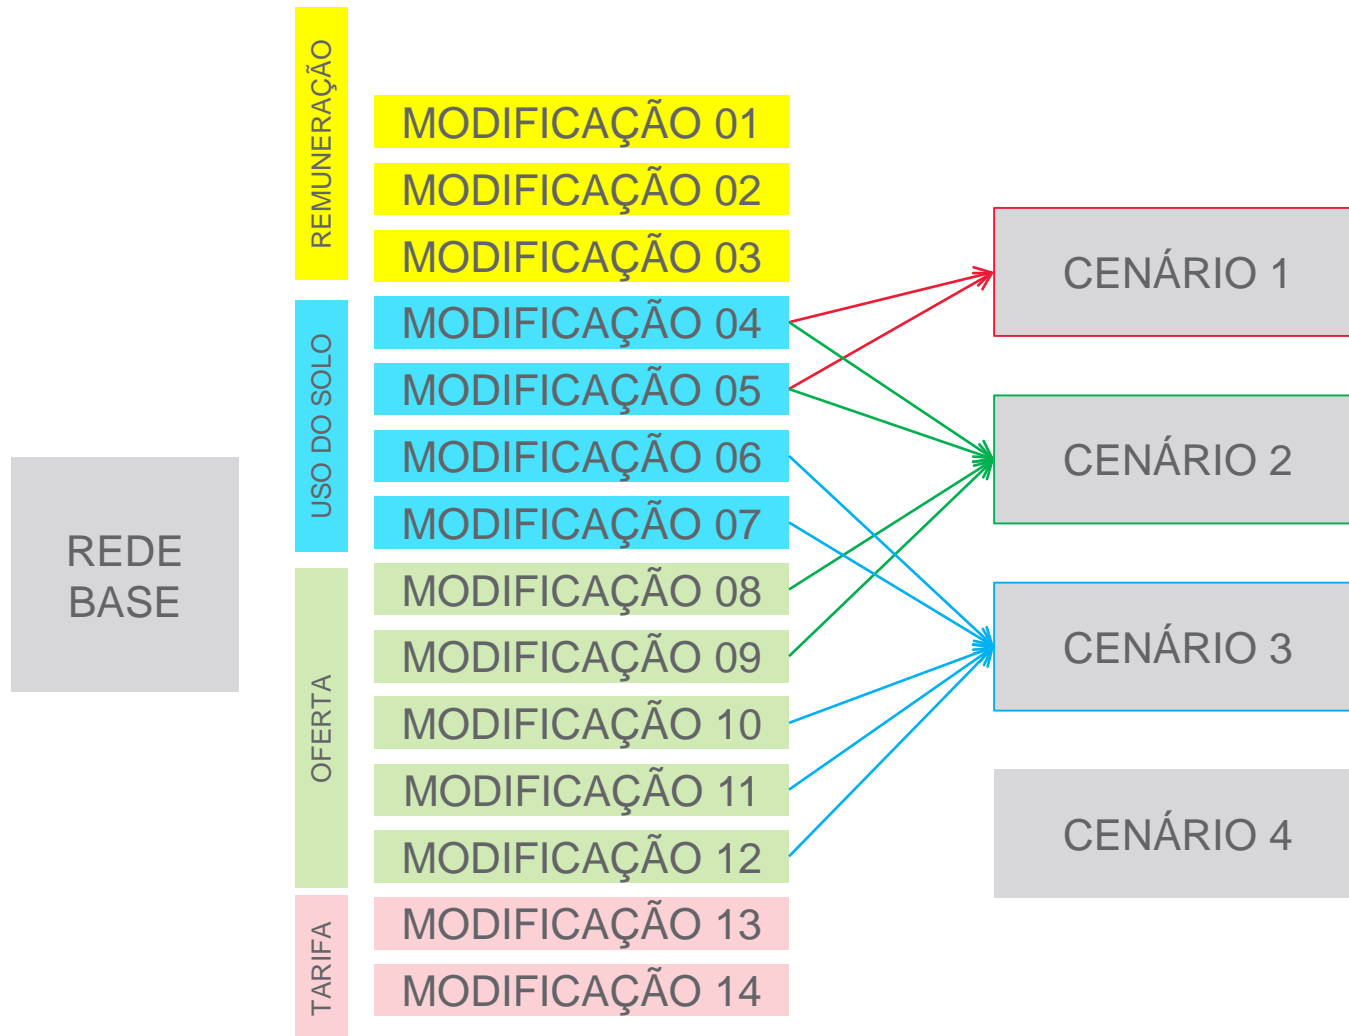 REDE
BASE
REMUNERAÇÃO
MODIFICAÇÃO 01
MODIFICAÇÃO 02
MODIFICAÇÃO 03
USO DO SOLO
MODIFICAÇÃO 04
MODIFICAÇÃO 05
MODIFICAÇÃO 06
MODIFICAÇÃO 07
OFERTA
MODIFICAÇÃO 08
MODIFICAÇÃO 09
MODIFICAÇÃO 10
MODIFICAÇÃO 11
MODIFICAÇÃO 12
TARIFA
MODIFICAÇÃO 13
MODIFICAÇÃO 14
CENÁRIO 1
CENÁRIO 2
CENÁRIO 3
CENÁRIO 4